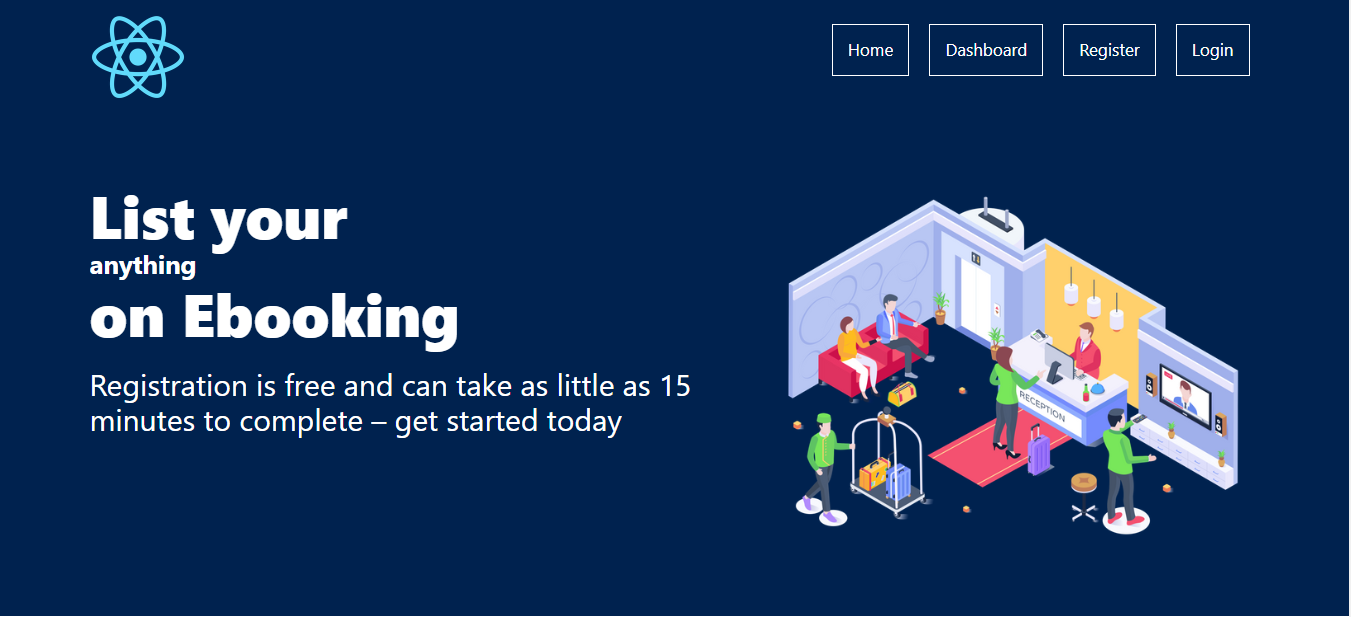 Home
Dashboard
Register
Login
List your
anything
on Ebooking
Registration is free and can take as little as 15
minutes to complete – get started today
RECEPTION